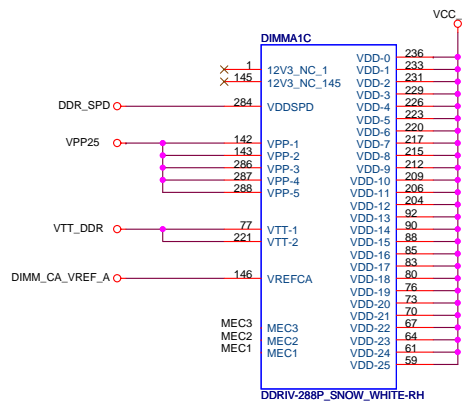 VCC_
DIMMA1C
1 12V3_NC_1
145 12V3_NC_145
DDR_SPD 284 VDDSPD
VPP25 142 VPP-1
143 VPP-2
286 VPP-3
287 VPP-4
288 VPP-5
VTT_DDR 77 VTT-1
221 VTT-2
DIMM_CA_VREF_A 146 VREFCA
MEC3 MEC3
MEC2 MEC2
MEC1 MEC1
VDD-0 236
VDD-1 233
VDD-2 231
VDD-3 229
VDD-4 226
VDD-5 223
VDD-6 220
VDD-7 217
VDD-8 215
VDD-9 212
VDD-10 209
VDD-11 206
VDD-12 204
VDD-13 92
VDD-14 90
VDD-15 88
VDD-16 85
VDD-17 83
VDD-18 80
VDD-19 76
VDD-20 73
VDD-21 70
VDD-22 67
VDD-23 64
VDD-24 61
VDD-25 59
DDRIV-288P_SNOW_WHITE-RH